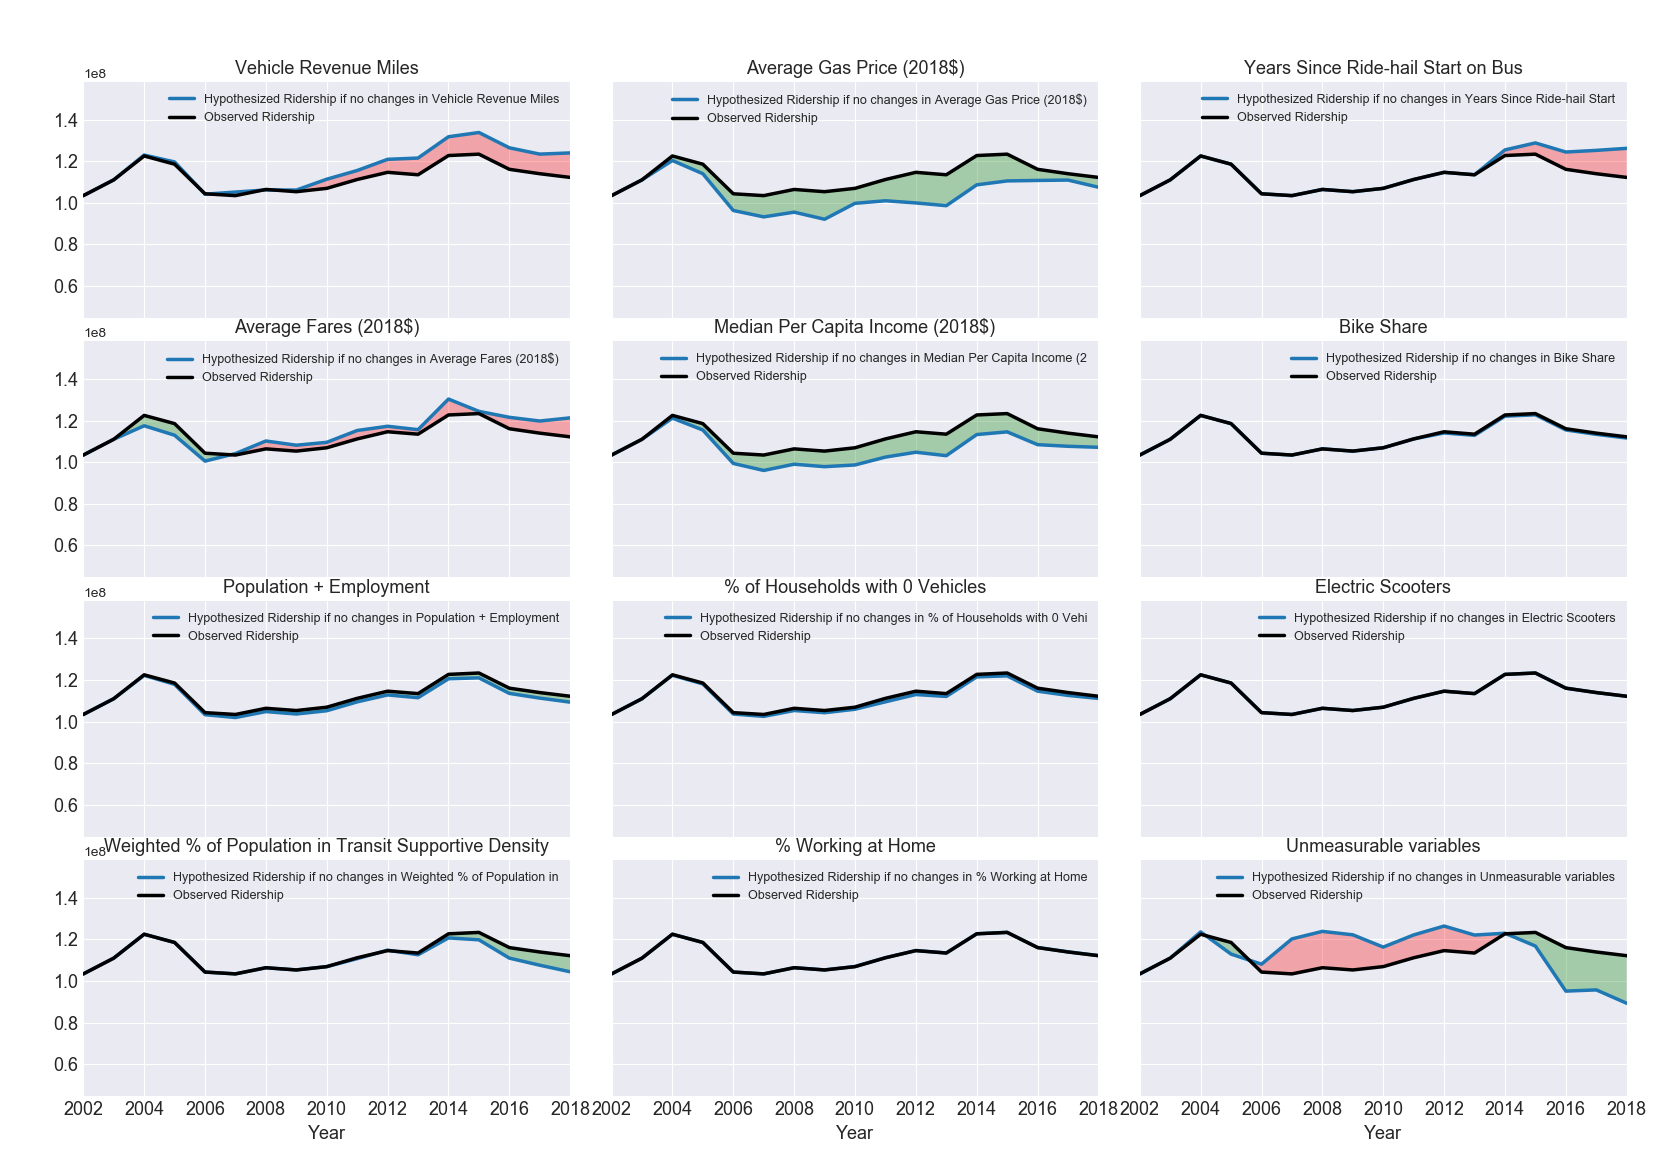 Vehicle Revenue Miles
1e8
Hypothesized Ridership if no changes in Vehicle Revenue Miles
Observed Ridership
1.4
1.2
1.0
0.8
0.6
Average Gas Price (2018$)
Hypothesized Ridership if no changes in Average Gas Price (2018$)
Observed Ridership
Years Since Ride-hail Start on Bus
Hypothesized Ridership if no changes in Years Since Ride-hail Start
Observed Ridership
Average Fares (2018$)
1e8
Hypothesized Ridership if no changes in Average Fares (2018$)
Observed Ridership
1.4
1.2
1.0
0.8
0.6
Median Per Capita Income (2018$)
Hypothesized Ridership if no changes in Median Per Capita Income (2
Observed Ridership
Bike Share
Hypothesized Ridership if no changes in Bike Share
Observed Ridership
Population + Employment
1e8
Hypothesized Ridership if no changes in Population + Employment
Observed Ridership
1.4
1.2
1.0
0.8
0.6
% of Households with 0 Vehicles
Hypothesized Ridership if no changes in % of Households with 0 Vehi
Observed Ridership
Electric Scooters
Hypothesized Ridership if no changes in Electric Scooters
Observed Ridership
Weighted % of Population in Transit Supportive Density
1e8
Hypothesized Ridership if no changes in Weighted % of Population in
Observed Ridership
1.4
1.2
1.0
0.8
0.6
2002 2004 2006 2008 2010 2012 2014 2016 2018
Year
% Working at Home
Hypothesized Ridership if no changes in % Working at Home
Observed Ridership
2002 2004 2006 2008 2010 2012 2014 2016 2018
Year
Unmeasurable variables
Hypothesized Ridership if no changes in Unmeasurable variables
Observed Ridership
2002 2004 2006 2008 2010 2012 2014 2016 2018
Year